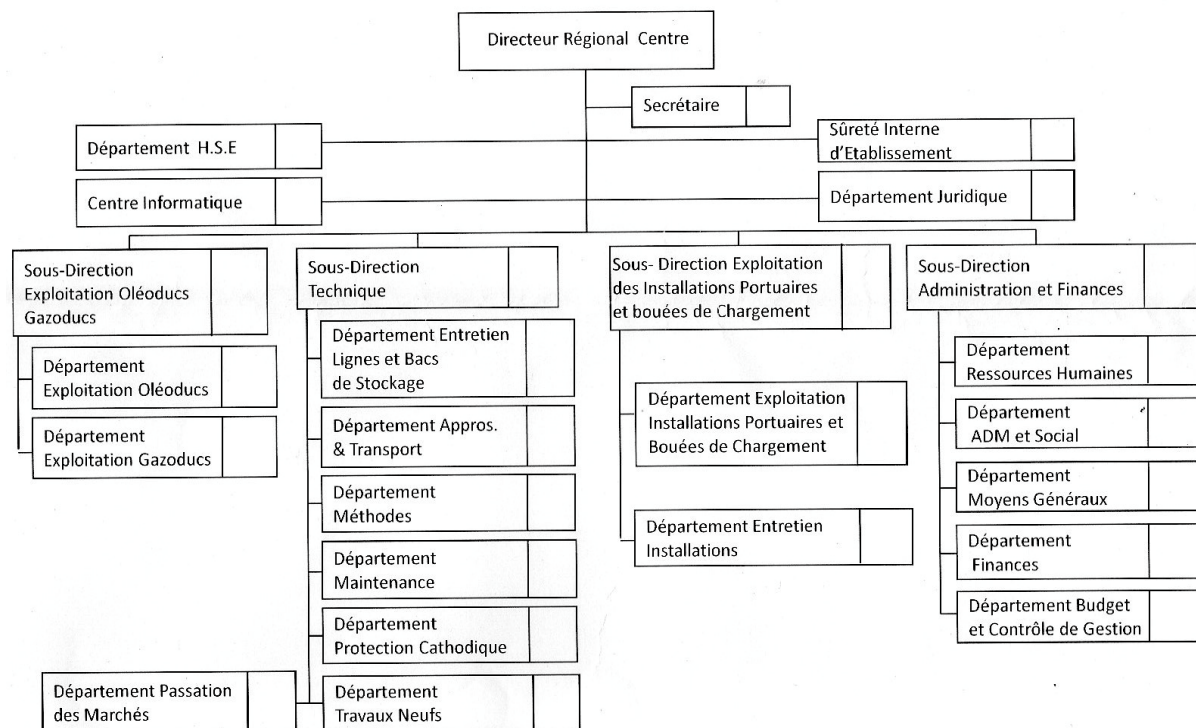 Directeur Régional Centre
Secrétaire
Département H.S.E
Sûreté Interne
d'Etablissement
Centre Informatique
Département Juridique
Sous-Direction
Exploitation Oléoducs
Gazoducs
Département
Exploitation Oléoducs
Département
Exploitation Gazoducs
Sous-Direction
Technique
Département Entretien
Lignes et Bacs
de Stockage
Département Appros.
& Transport
Département
Méthodes
Département
Maintenance
Département
Protection Cathodique
Département Passation
des Marchés
Département
Travaux Neufs
Sous- Direction Exploitation
des Installations Portuaires
et bouées de Chargement
Département Exploitation
Installations Portuaires et
Bouées de Chargement
Département Entretien
Installations
Sous-Direction
Administration et Finances
Département
Ressources Humaines
Département
ADM et Social
Département
Moyens Généraux
Département
Finances
Département Budget
et Contrôle de Gestion